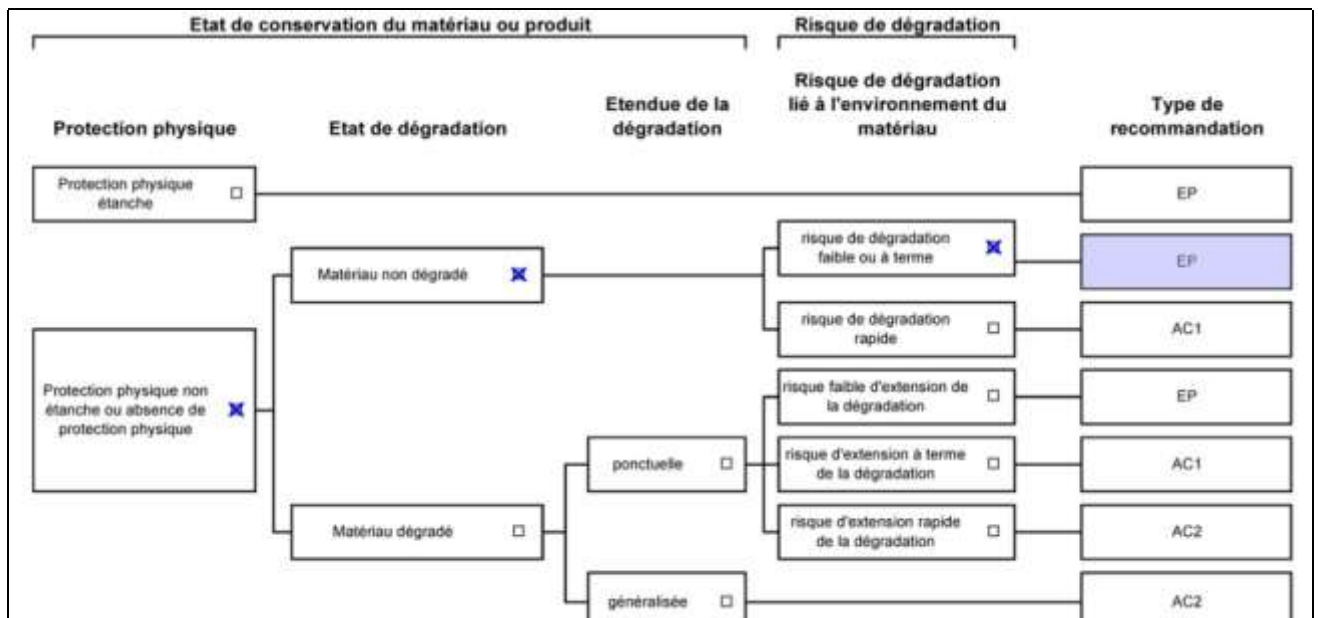 Etat de conservation du matériau ou produit
Risque de dégradation
Protection physique
Etat de dégradation
Etendue de la
dégradation
Risque de dégradation
lié à l'environnement du
matériau
Type de
recommandation
Protection physique
étanche
EP
Matériau non dégradé
risque de dégradation
faible ou à terme
EP
risque de dégradation
rapide
AC1
Protection physique non
étanche ou absence de
protection physique
risque faible d'extension de
la dégradation
EP
ponctuelle
risque d'extension à terme
de la dégradation
AC1
Matériau dégradé
risque d'extension rapide
de la dégradation
AC2
généralisée
AC2